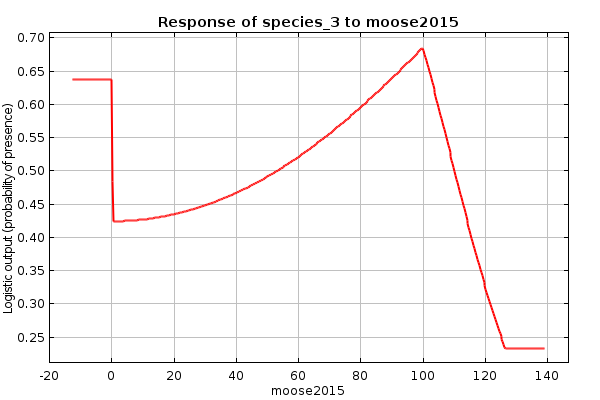 Response of species_3 to moose2015
Logistic output (probability of presence)
0.70
0.65
0.60
0.55
0.50
0.45
0.40
0.35
0.30
0.25
-20 0 20 40 60 80 100 120 140
moose2015